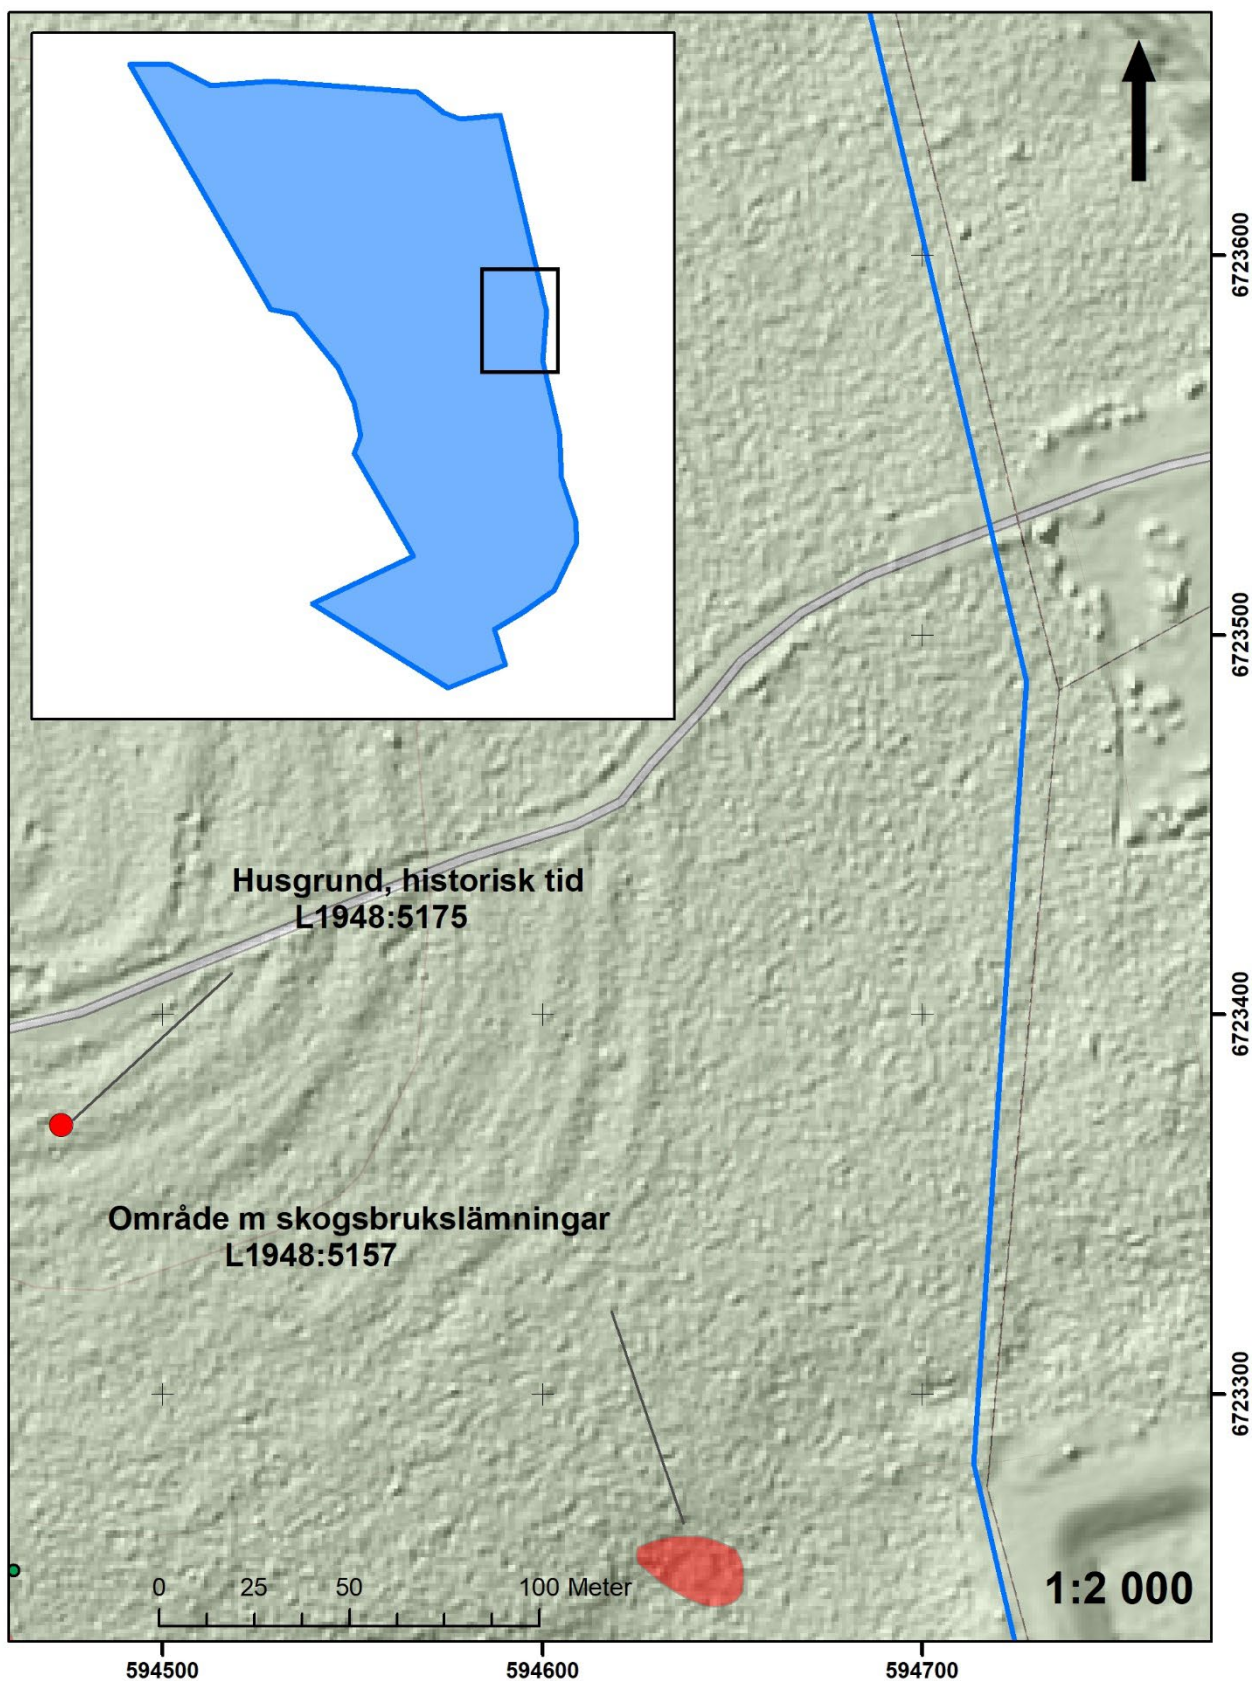 6723600
6723500
Husgrund, historisk tid
L1948:5175
6723400
Område m skogsbrukslämningar
L1948:5157
6723300
0 25 50 100 Meter
1:2 000
594500 594600 594700